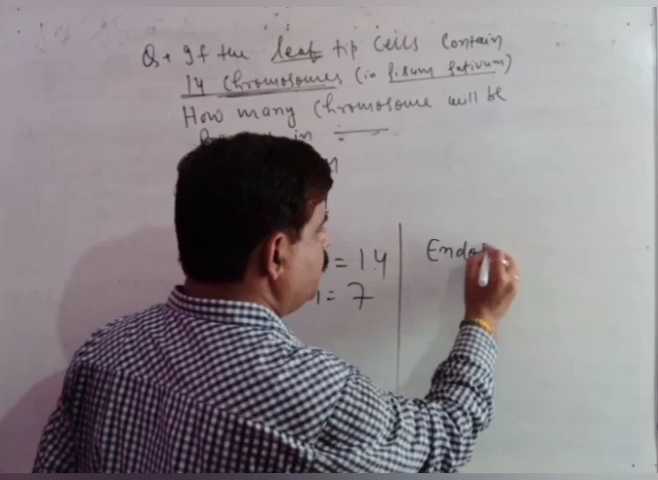 Q+ If the leaf tip cells contain
14 chromosomes (in Pisum sativum)
How many chromosome will be
in
= 14
= 7
Endo